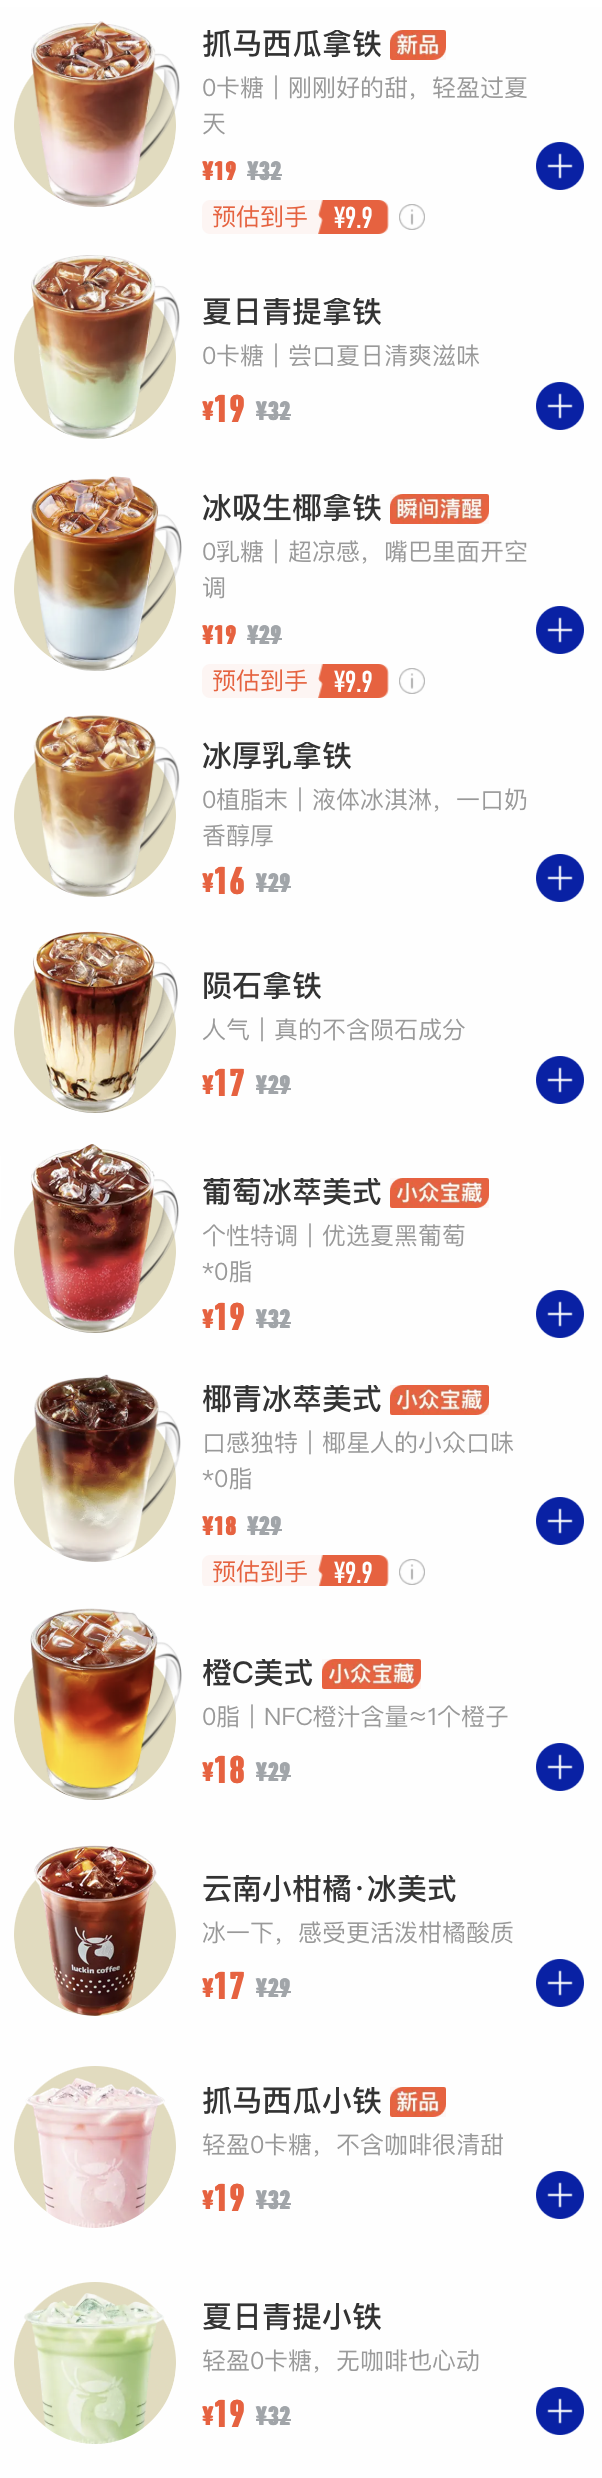 抓马西瓜拿铁 新品
0卡糖｜刚刚好的甜，轻盈过夏
天
¥19 ¥32
预估到手 ¥9.9
夏日青提拿铁
0卡糖｜尝口夏日清爽滋味
¥19 ¥32
冰吸生椰拿铁 瞬间清醒
0乳糖｜超凉感，嘴巴里面开空
调
¥19 ¥29
预估到手 ¥9.9
冰厚乳拿铁
0植脂末｜液体冰淇淋，一口奶
香醇厚
¥16 ¥29
陨石拿铁
人气｜真的不含陨石成分
¥17 ¥29
葡萄冰萃美式 小众宝藏
个性特调｜优选夏黑葡萄
*0脂
¥19 ¥32
椰青冰萃美式 小众宝藏
口感独特｜椰星人的小众口味
*0脂
¥18 ¥29
预估到手 ¥9.9
橙C美式 小众宝藏
0脂｜NFC橙汁含量≈1个橙子
¥18 ¥29
云南小柑橘·冰美式
冰一下，感受更活泼柑橘酸质
luckin coffee
¥17 ¥29
抓马西瓜小铁 新品
轻盈0卡糖，不含咖啡很清甜
¥19 ¥32
夏日青提小铁
轻盈0卡糖，无咖啡也心动
¥19 ¥32